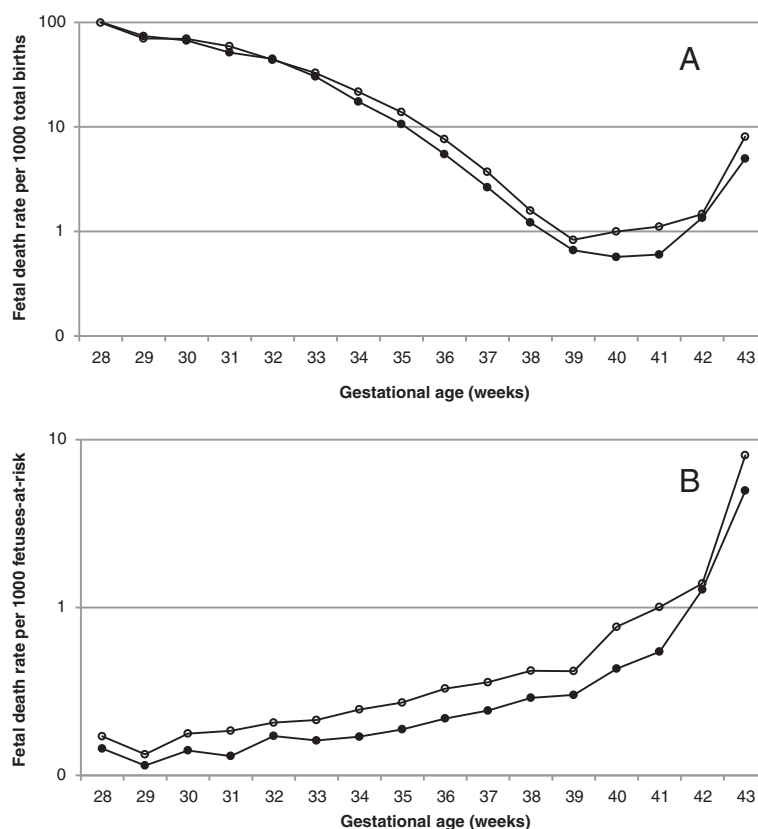 100
A
10
1
0
Fetal death rate per 1000 total births
28 29 30 31 32 33 34 35 36 37 38 39 40 41 42 43
Gestational age (weeks)
10
B
1
0
Fetal death rate per 1000 fetuses-at-risk
28 29 30 31 32 33 34 35 36 37 38 39 40 41 42 43
Gestational age (weeks)